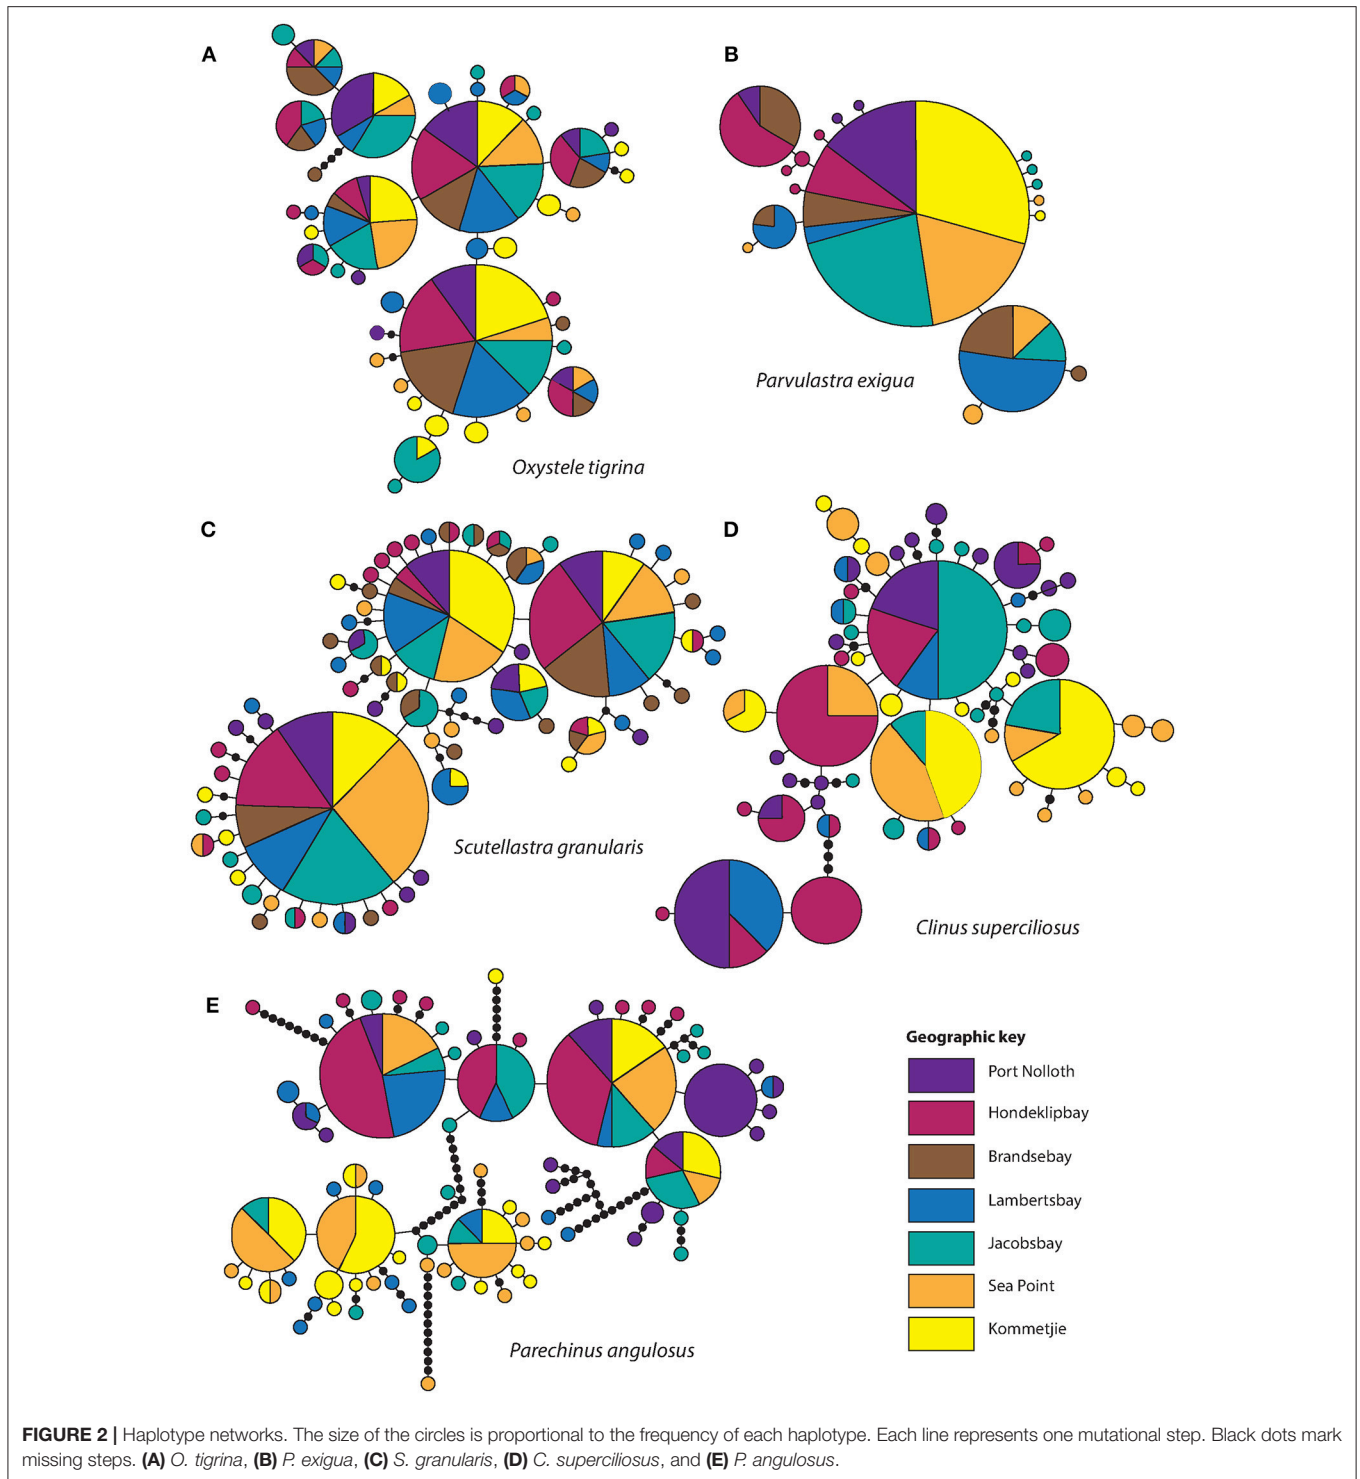 A
B
Parvulastra exigua
Oxystele tigrina
C
D
Scutellastra granularis
Clinus superciliosus
E
Geographic key
Port Nolloth
Hondeklipbay
Brandsebay
Lambertsbay
Jacobsbay
Sea Point
Kommetjie
Parechinus angulosus
FIGURE 2 | Haplotype networks. The size of the circles is proportional to the frequency of each haplotype. Each line represents one mutational step. Black dots mark
missing steps. (A) O. tigrina, (B) P. exigua, (C) S. granularis, (D) C. superciliosus, and (E) P. angulosus.